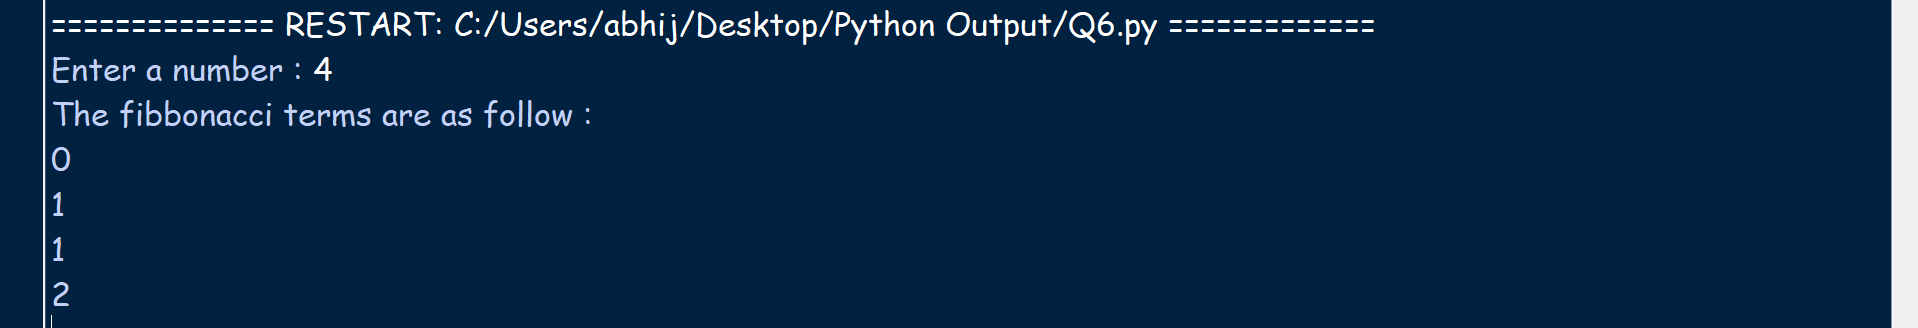 ============== RESTART: C:/Users/abhij/Desktop/Python Output/Q6.py =============
Enter a number : 4
The fibbonacci terms are as follow :
0
1
1
2